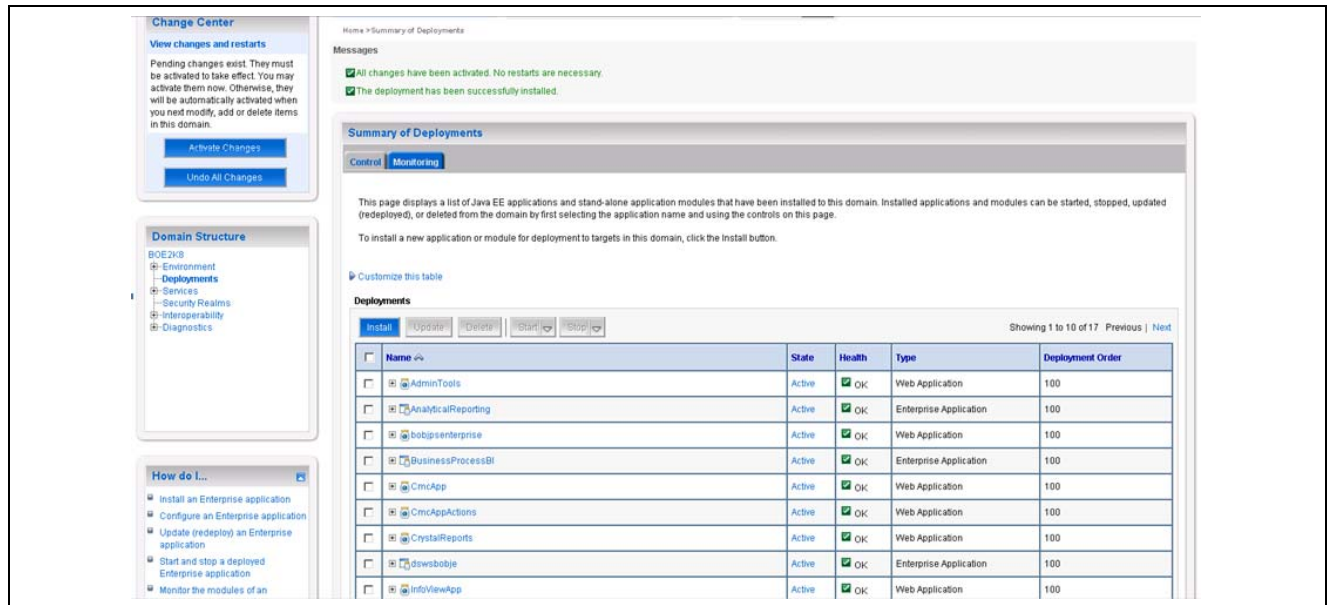 Change Center
View changes and restarts
Pending changes exist. They must
be activated to take effect. You may
activate them now. Otherwise, they
will be automatically activated when
you next modify, add or delete items
in this domain.
Activate Changes
Undo All Changes
Domain Structure
BOE2K8
Environment
Deployments
Services
Security Realms
Interoperability
Diagnostics
How do I...
Install an Enterprise application
Configure an Enterprise application
Update (redeploy) an Enterprise
application
Start and stop a deployed
Enterprise application
Monitor the modules of an
Home > Summary of Deployments
Messages
All changes have been activated. No restarts are necessary.
The deployment has been successfully installed.
Summary of Deployments
Control Monitoring
This page displays a list of Java EE applications and stand-alone application modules that have been installed to this domain. Installed applications and modules can be started, stopped, updated
(redeployed), or deleted from the domain by first selecting the application name and using the controls on this page.
To install a new application or module for deployment to targets in this domain, click the Install button.
Customize this table
Deployments
Install Update Delete Start Stop Showing 1 to 10 of 17 Previous | Next
Name State Health Type Deployment Order
AdminTools Active OK Web Application 100
AnalyticalReporting Active OK Enterprise Application 100
bobjpsenterprise Active OK Web Application 100
BusinessProcessBI Active OK Enterprise Application 100
CmcApp Active OK Web Application 100
CmcAppActions Active OK Web Application 100
CrystalReports Active OK Web Application 100
dswsbobje Active OK Enterprise Application 100
InfoViewApp Active OK Web Application 100